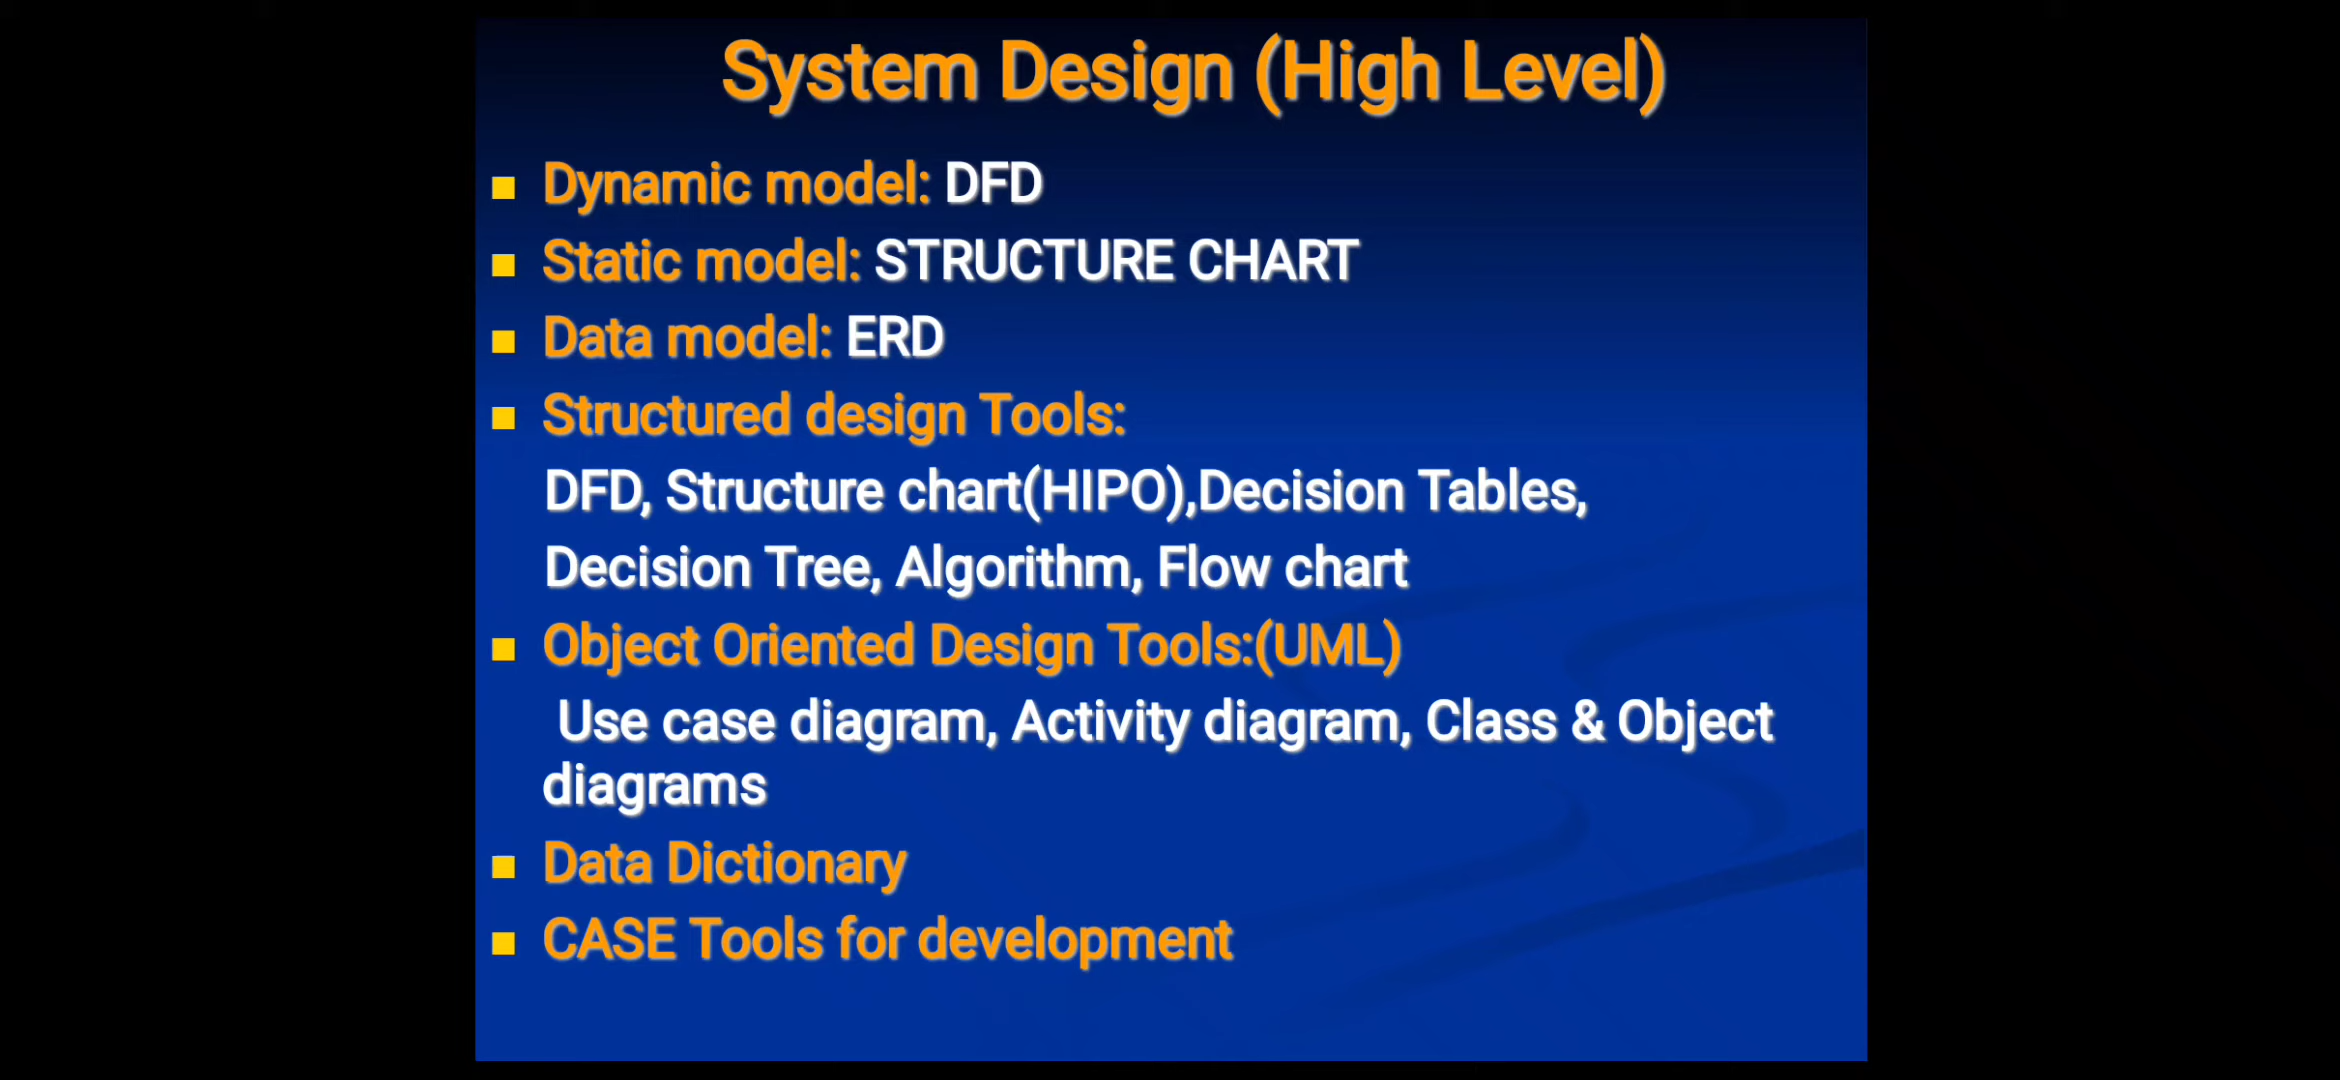 System Design (High Level)
Dynamic model: DFD
Static model: STRUCTURE CHART
Data model: ERD
Structured design Tools:
DFD, Structure chart(HIPO),Decision Tables,
Decision Tree, Algorithm, Flow chart
Object Oriented Design Tools:(UML)
Use case diagram, Activity diagram, Class & Object
diagrams
Data Dictionary
CASE Tools for development